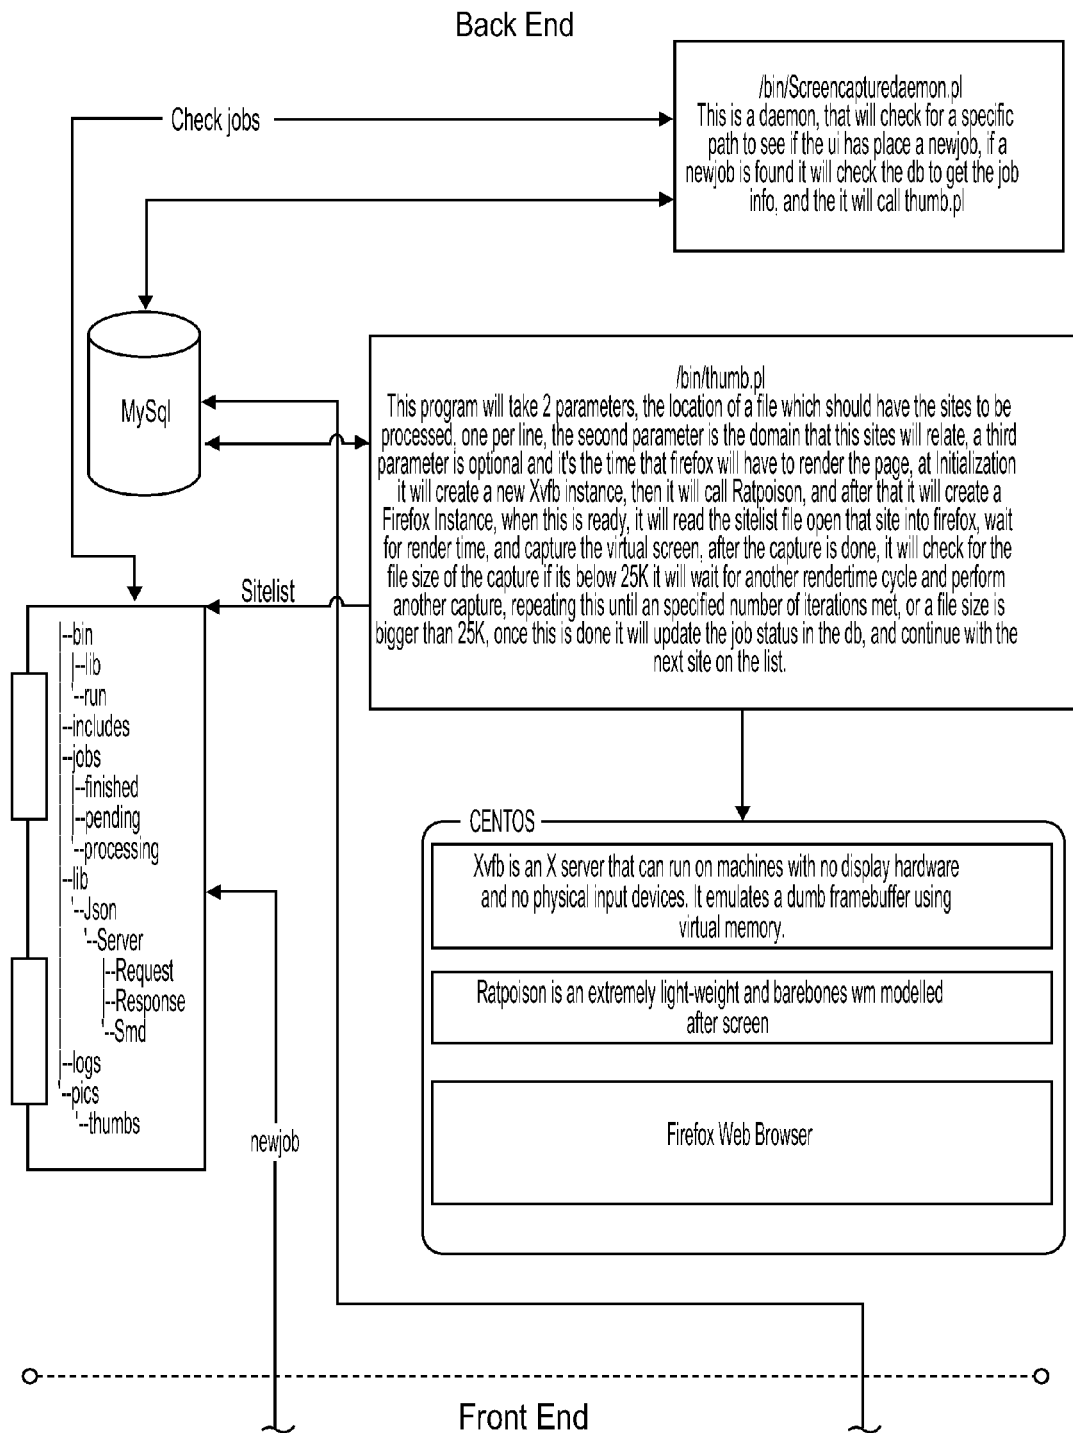 Back End
/bin/Screencapturedaemon.pl
This is a daemon, that will check for a specific
path to see if the ui has place a newjob, if a
newjob is found it will check the db to get the job
info, and the it will call thumb.pl
Check jobs
MySql
/bin/thumb.pl
This program will take 2 parameters, the location of a file which should have the sites to be
processed, one per line, the second parameter is the domain that this sites will relate, a third
parameter is optional and it's the time that firefox will have to render the page, at Initialization
it will create a new Xvfb instance, then it will call Ratpoison, and after that it will create a
Firefox Instance, when this is ready, it will read the sitelist file open that site into firefox, wait
for render time, and capture the virtual screen, after the capture is done, it will check for the
file size of the capture if its below 25K it will wait for another rendertime cycle and perform
another capture, repeating this until an specified number of iterations met, or a file size is
bigger than 25K, once this is done it will update the job status in the db, and continue with the
next site on the list.
Sitelist
|--bin
| |--lib
| '--run
|--includes
|--jobs
| |--finished
| |--pending
| '--processing
|--lib
| '--Json
| '--Server
| |--Request
| |--Response
| '--Smd
|--logs
'--pics
'--thumbs
newjob
CENTOS
Xvfb is an X server that can run on machines with no display hardware
and no physical input devices. It emulates a dumb framebuffer using
virtual memory.
Ratpoison is an extremely light-weight and barebones wm modelled
after screen
Firefox Web Browser
Front End